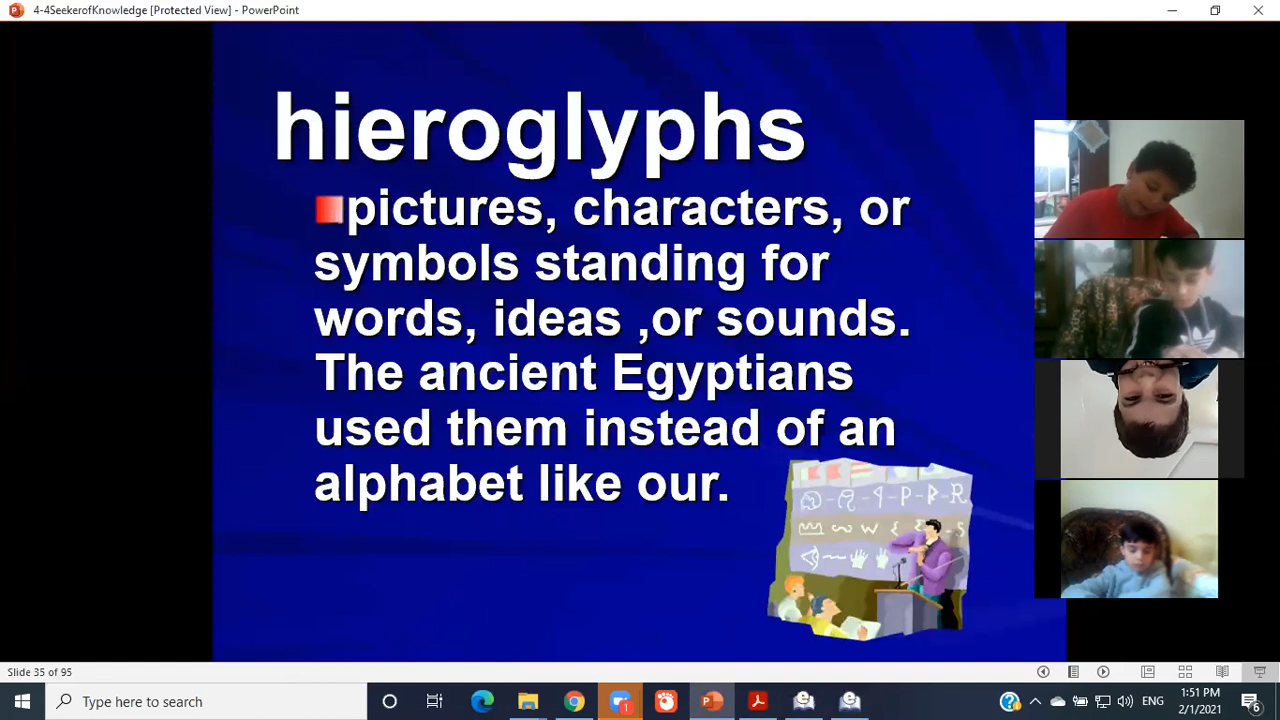 4-4SeekerofKnowledge [Protected View] - PowerPoint
hieroglyphs
pictures, characters, or
symbols standing for
words, ideas ,or sounds.
The ancient Egyptians
used them instead of an
alphabet like our.
Slide 35 of 95
Type here to search
1
ENG
1:51 PM
2/1/2021
6